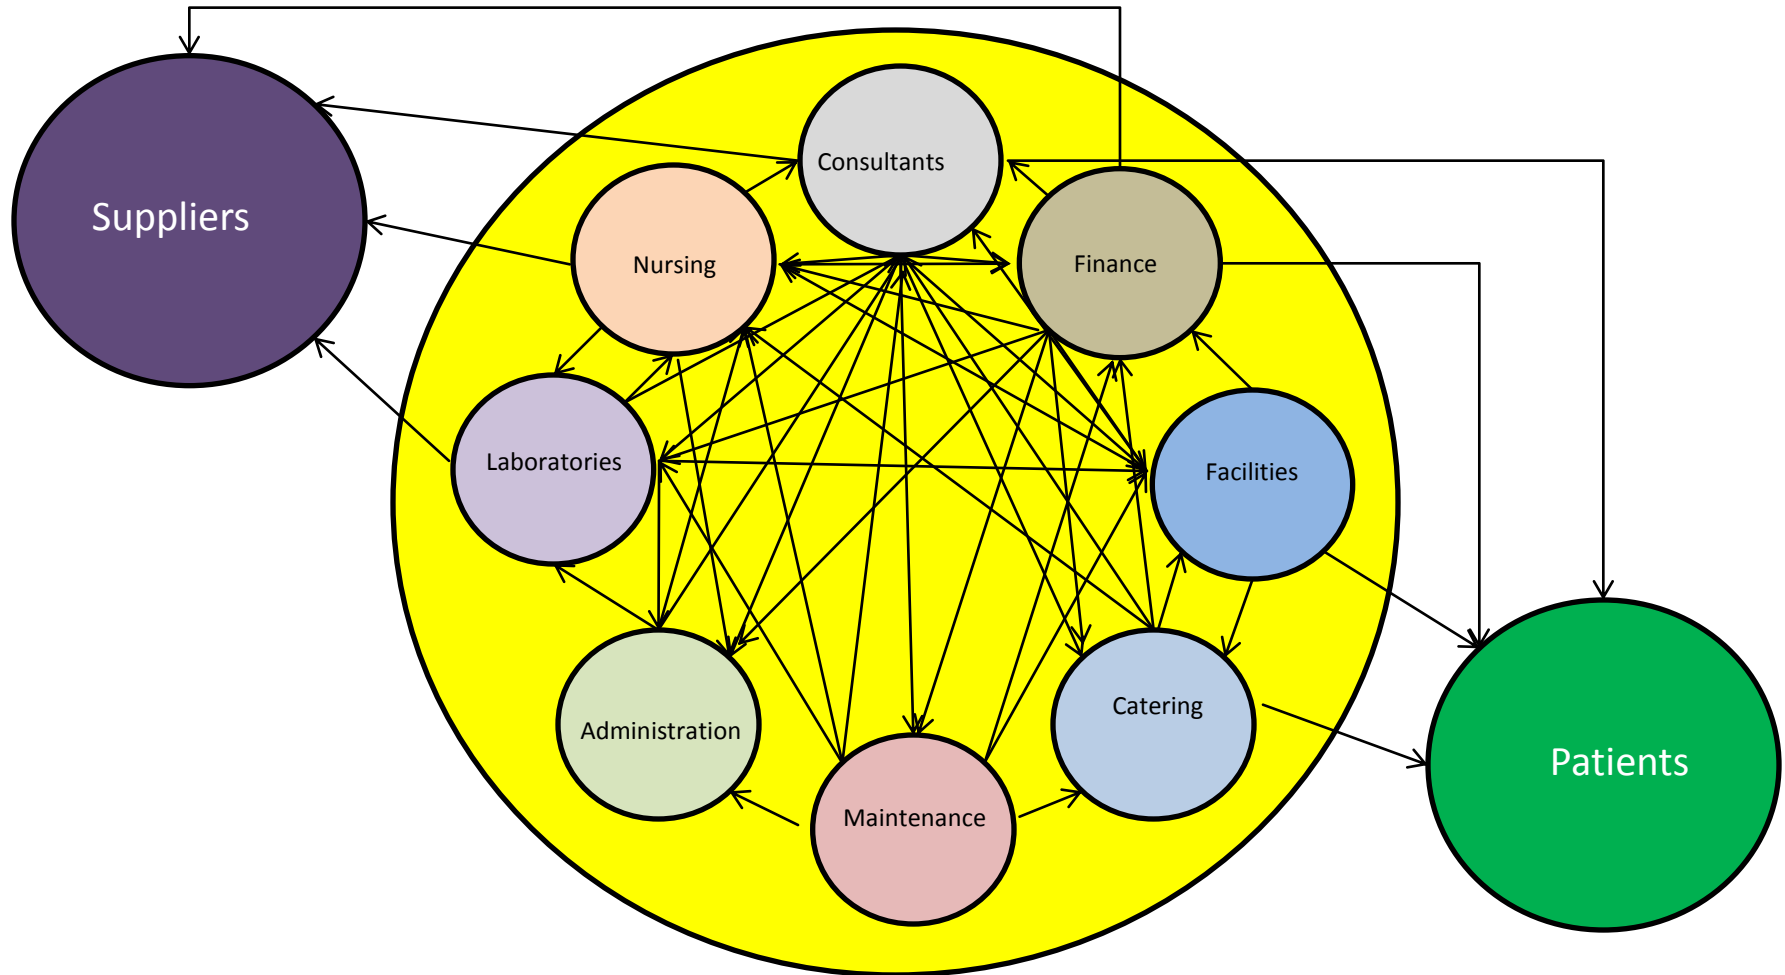 Suppliers
Consultants
Nursing
Finance
Laboratories
Facilities
Administration
Catering
Maintenance
Patients